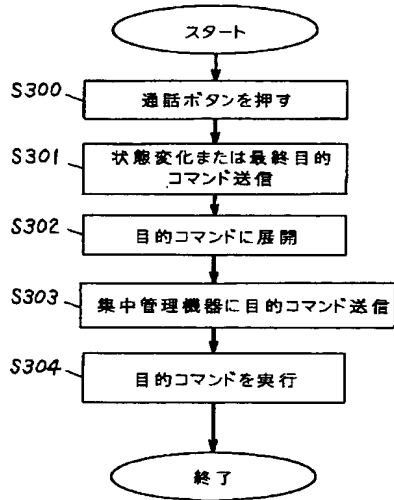 スタート
S300
通話ボタンを押す
S301
状態変化または最終目的
コマンド送信
S302
目的コマンドに展開
S303
集中管理機器に目的コマンド送信
S304
目的コマンドを実行
終了